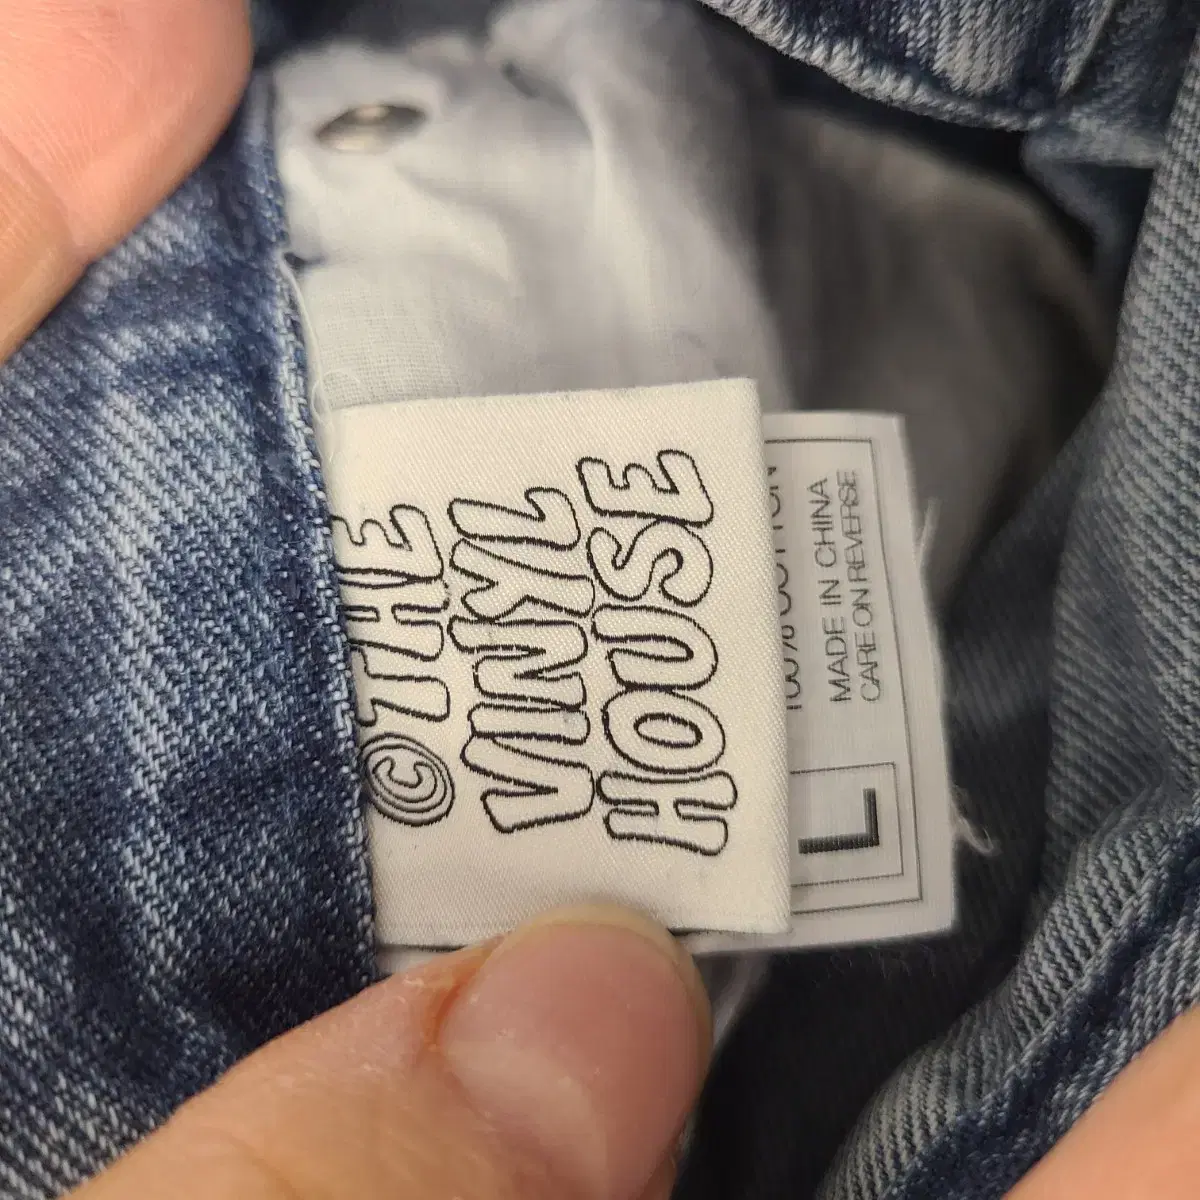 ©THE
VINYL
HOUSE
100% COTTON
MADE IN CHINA
CARE ON REVERSE
L